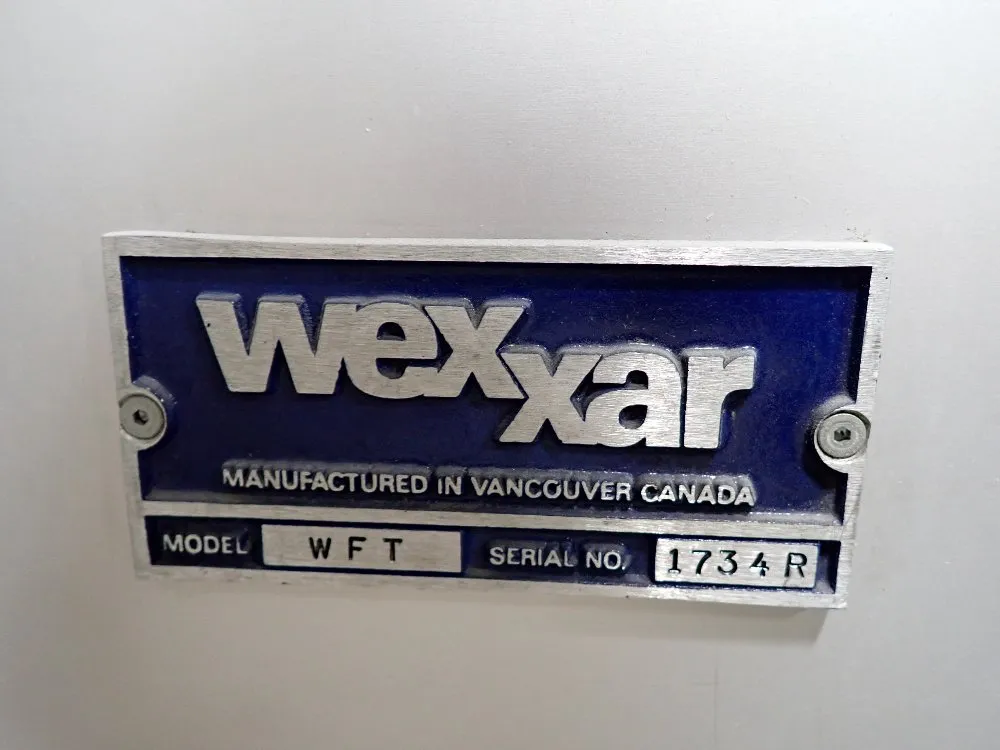 wexxar
MANUFACTURED IN VANCOUVER CANADA
MODEL WFT SERIAL NO. 1734R